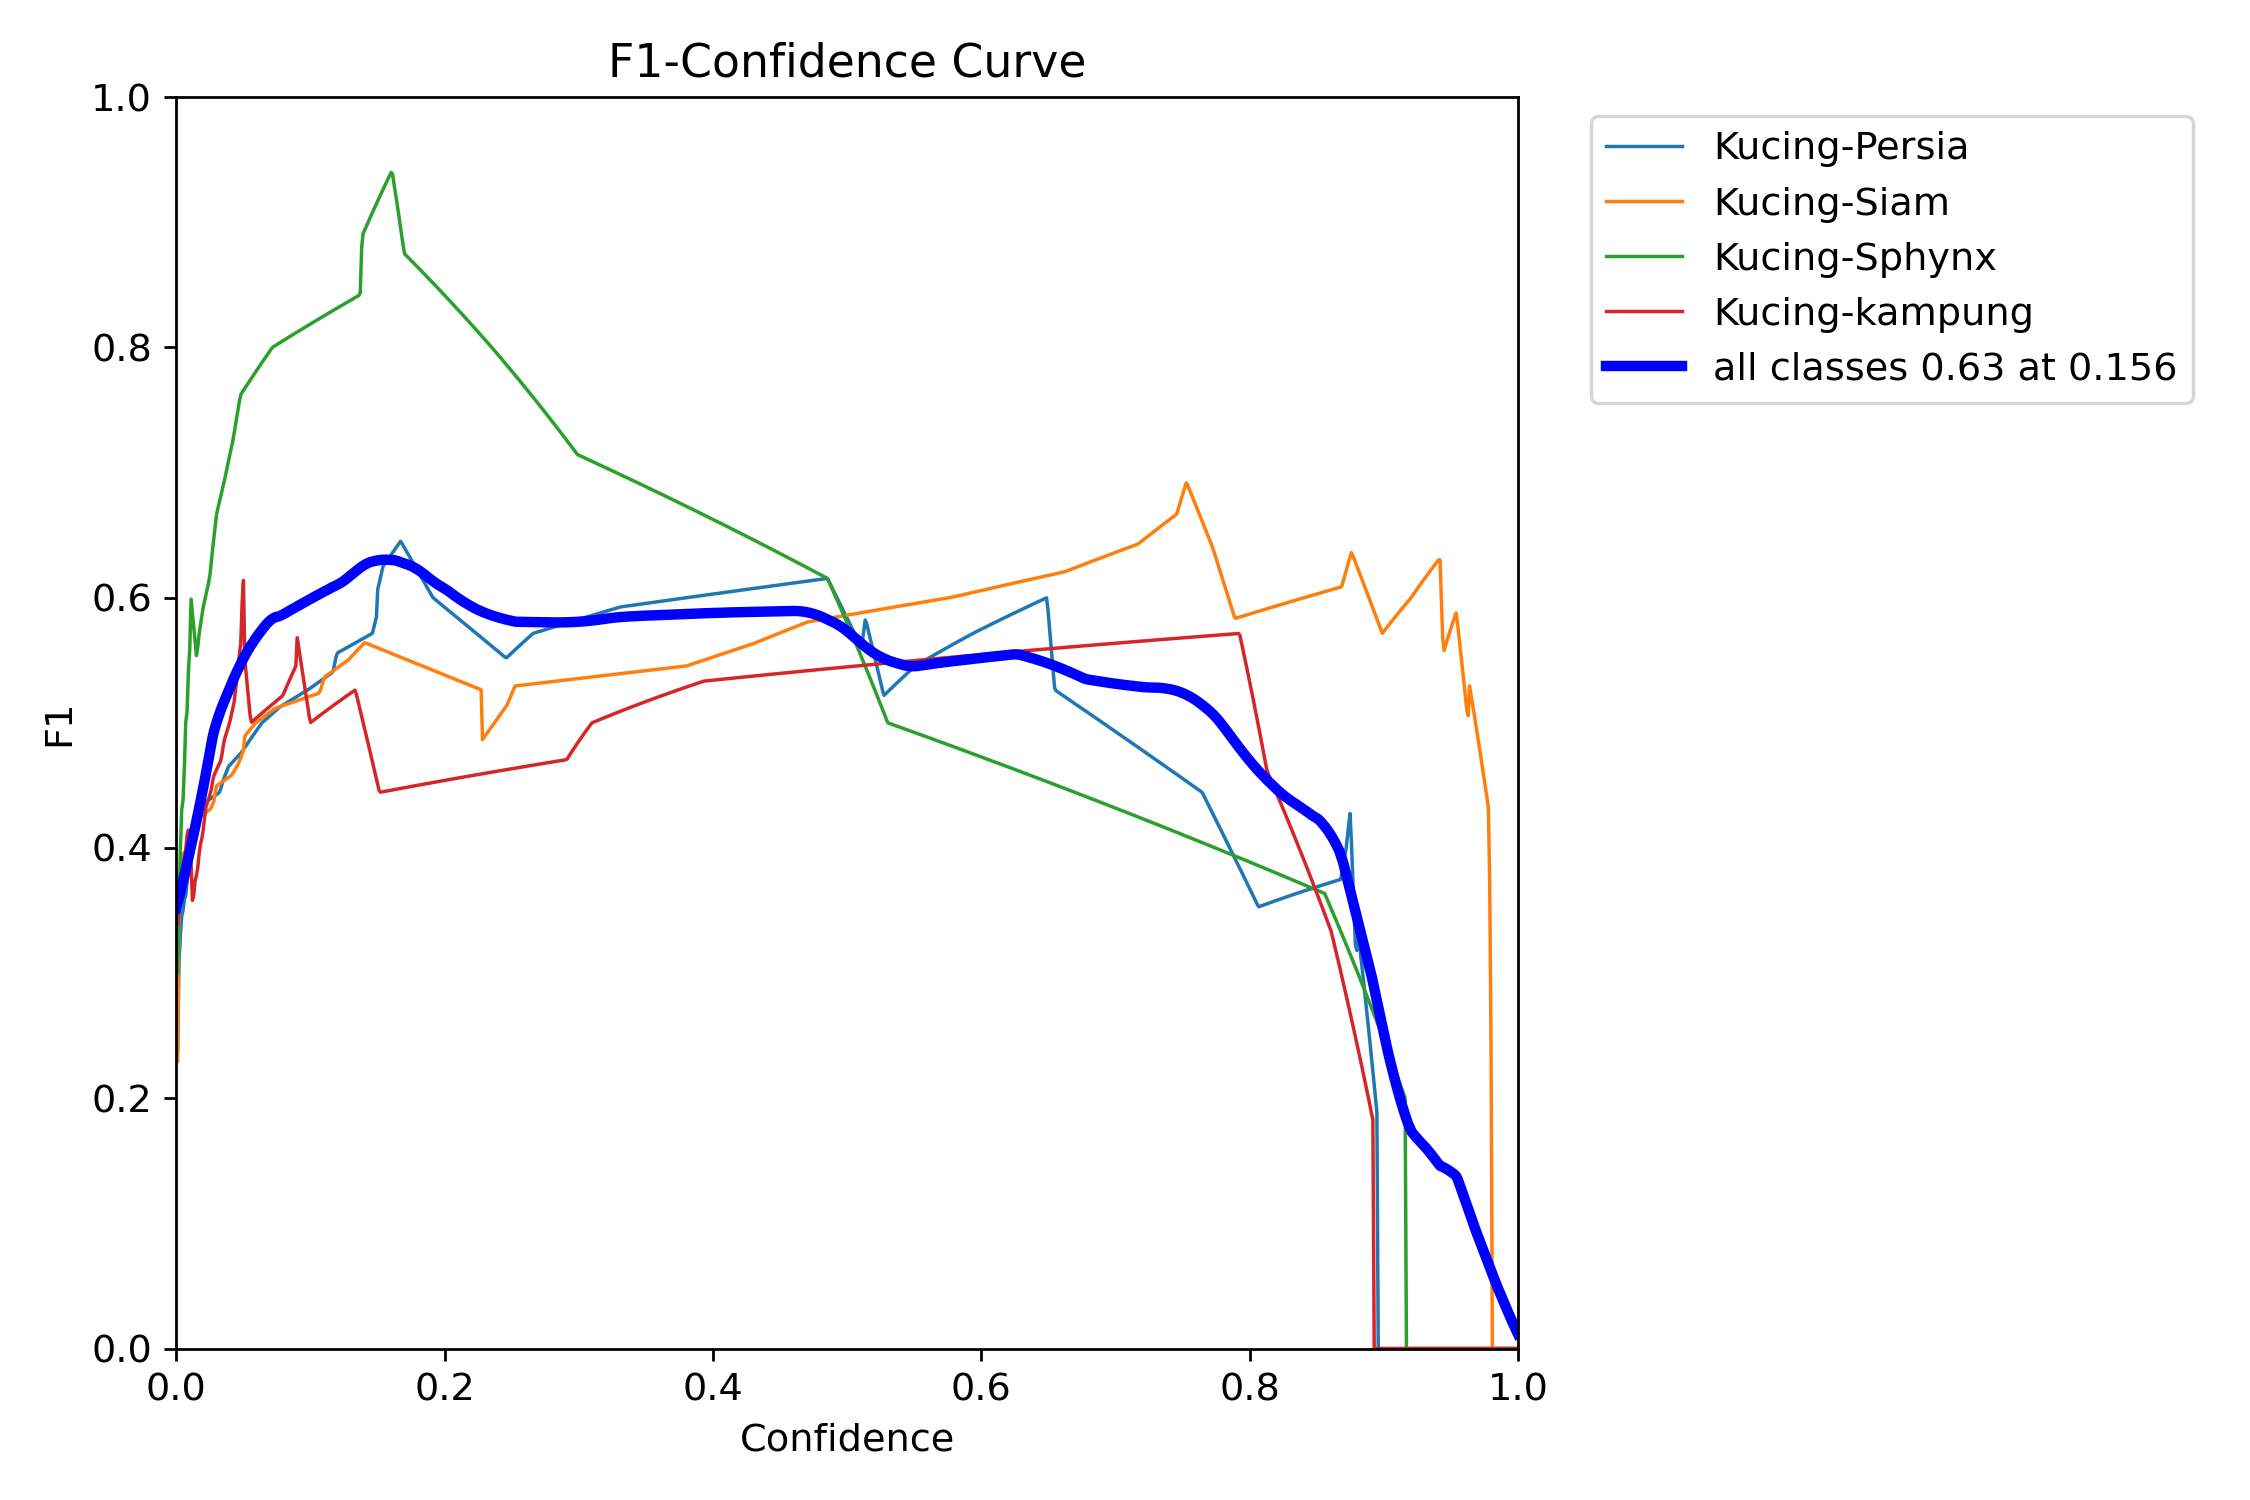 F1-Confidence Curve
1.0
0.8
0.6
0.4
0.2
0.0
F1
0.0 0.2 0.4 0.6 0.8 1.0
Confidence
Kucing-Persia
Kucing-Siam
Kucing-Sphynx
Kucing-kampung
all classes 0.63 at 0.156